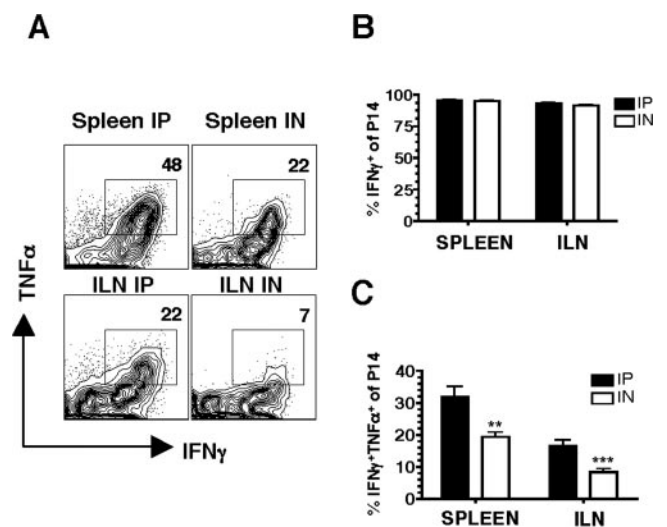 A
Spleen IP
Spleen IN
48
22
ILN IP
ILN IN
22
7
TNFα
IFNγ
B
% IFNγ⁺ of P14
100
75
50
25
0
SPLEEN
ILN
IP
IN
C
% IFNγ⁺TNFα⁺ of P14
40
30
20
10
0
**
***
SPLEEN
ILN
IP
IN